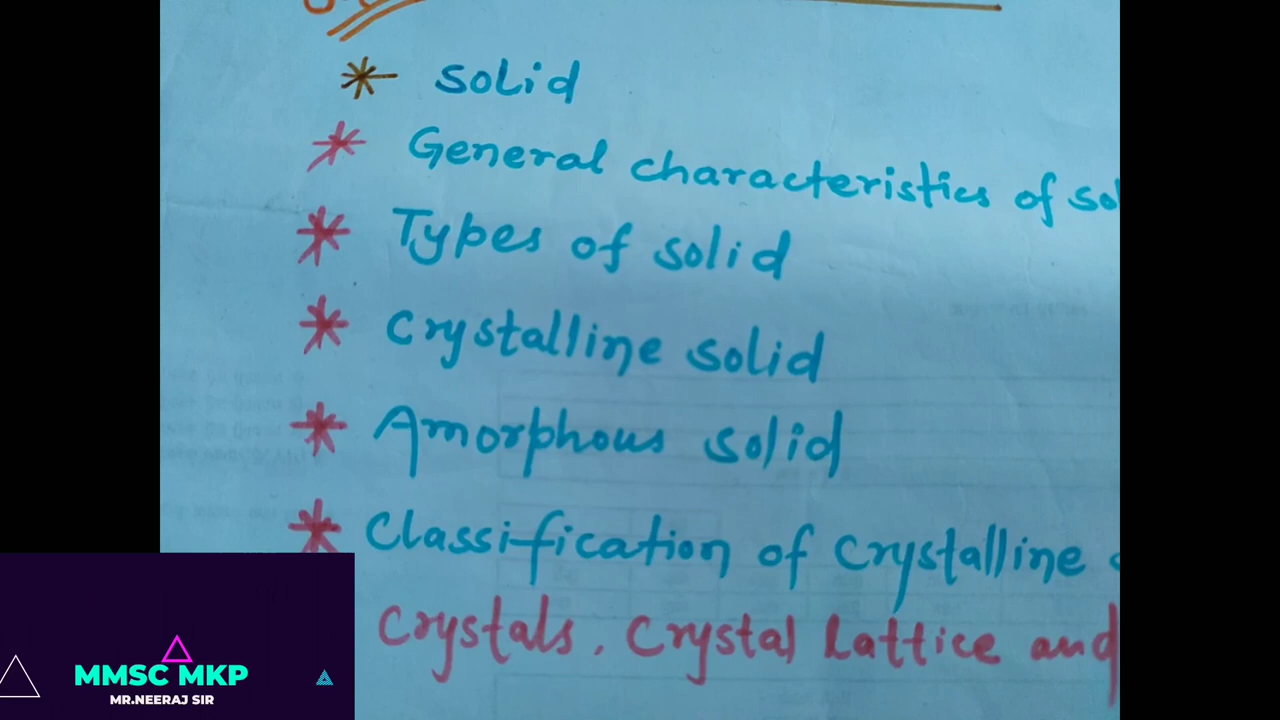 * Solid
* General characteristics of sol
* Types of solid
* Crystalline solid
* Amorphous solid
* Classification of Crystalline
Crystals. Crystal Lattice and
MMSC MKP
MR.NEERAJ SIR